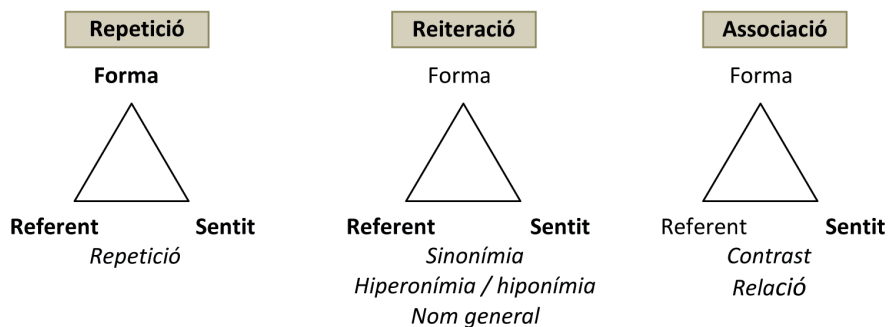 Repetició
Forma
Referent Sentit
Repetició
Reiteració
Forma
Referent Sentit
Sinonímia
Hiperonímia / hiponímia
Nom general
Associació
Forma
Referent Sentit
Contrast
Relació